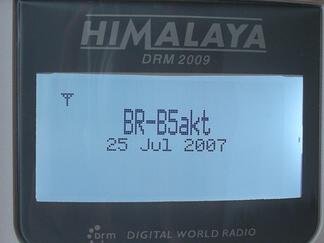 HIMALAYA
DRM 2009
BR-B5akt
25 Jul 2007
drm DIGITAL WORLD RADIO